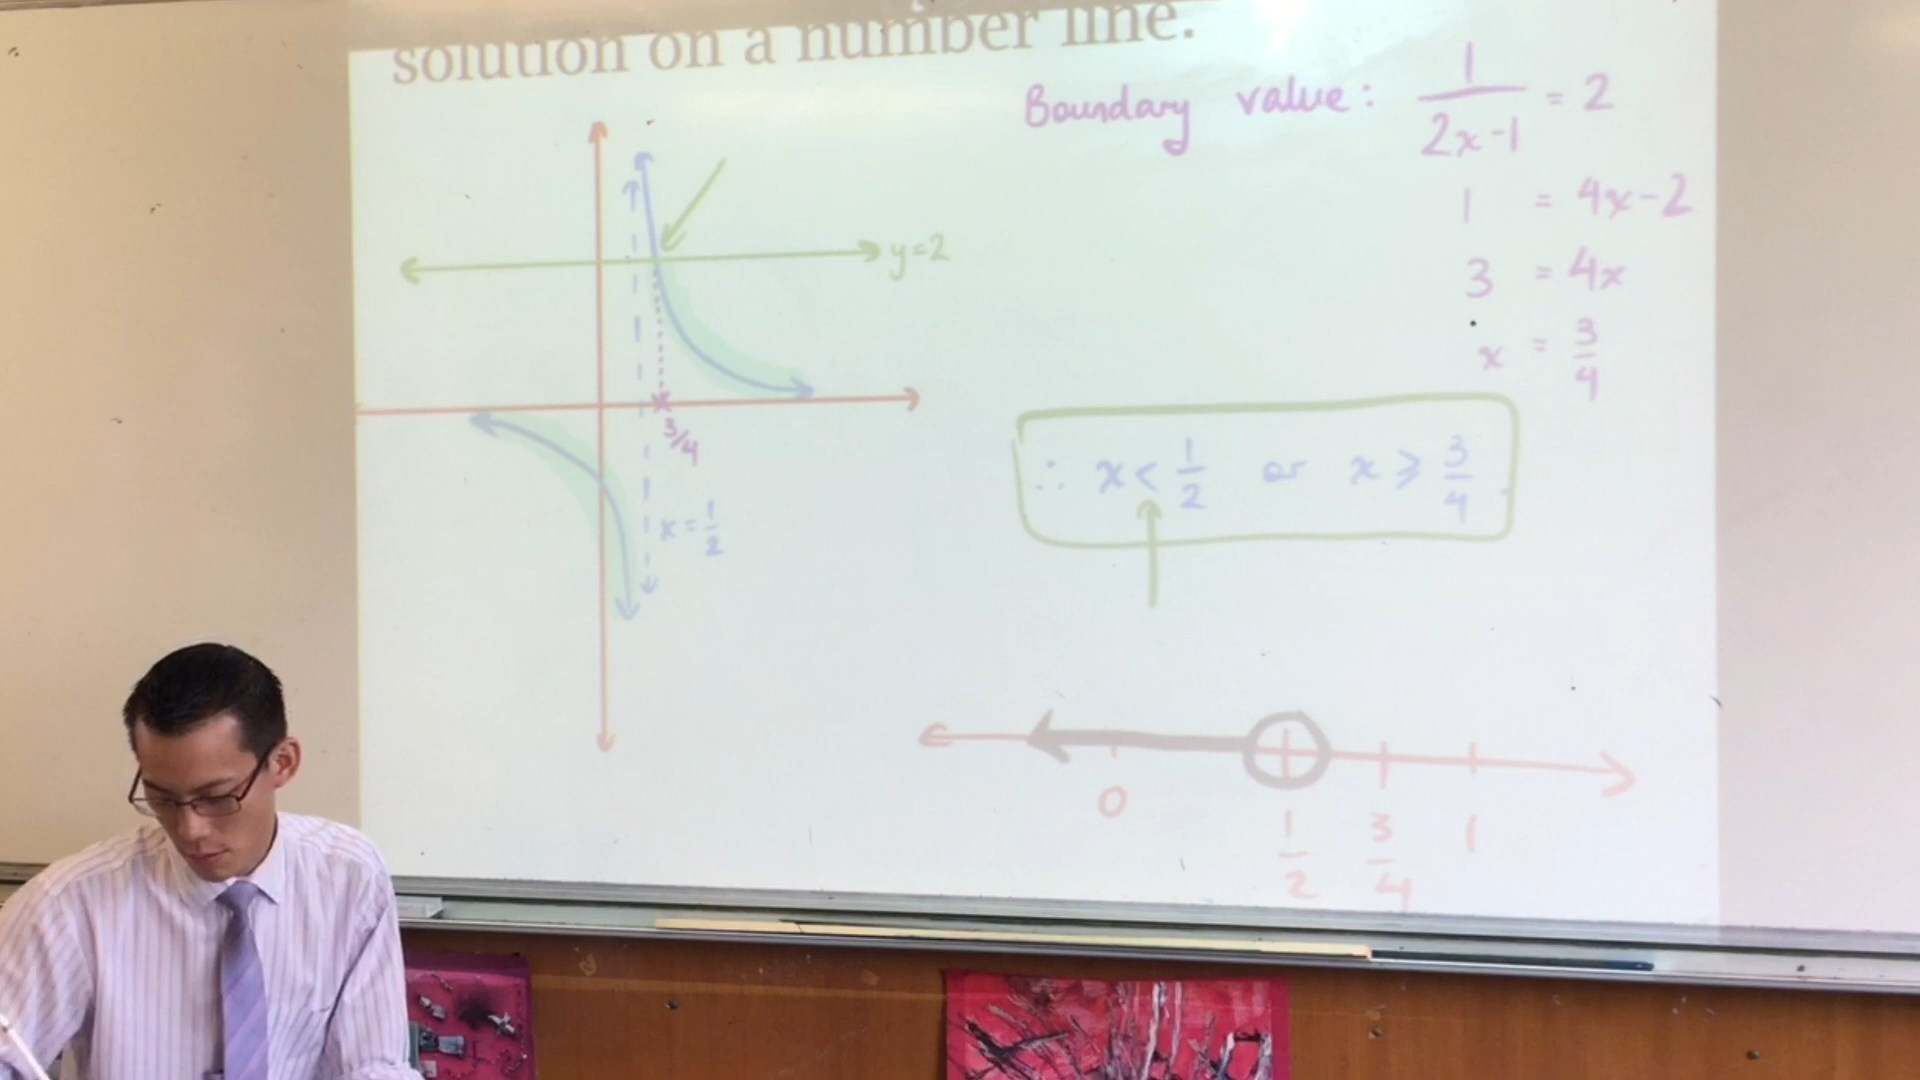 solution on a number line.
Boundary value: 1/(2x-1) = 2
1 = 4x-2
3 = 4x
x = 3/4
y=2
3/4
x = 1/2
∴ x < 1/2 or x ⩾ 3/4.
0 1/2 3/4 1